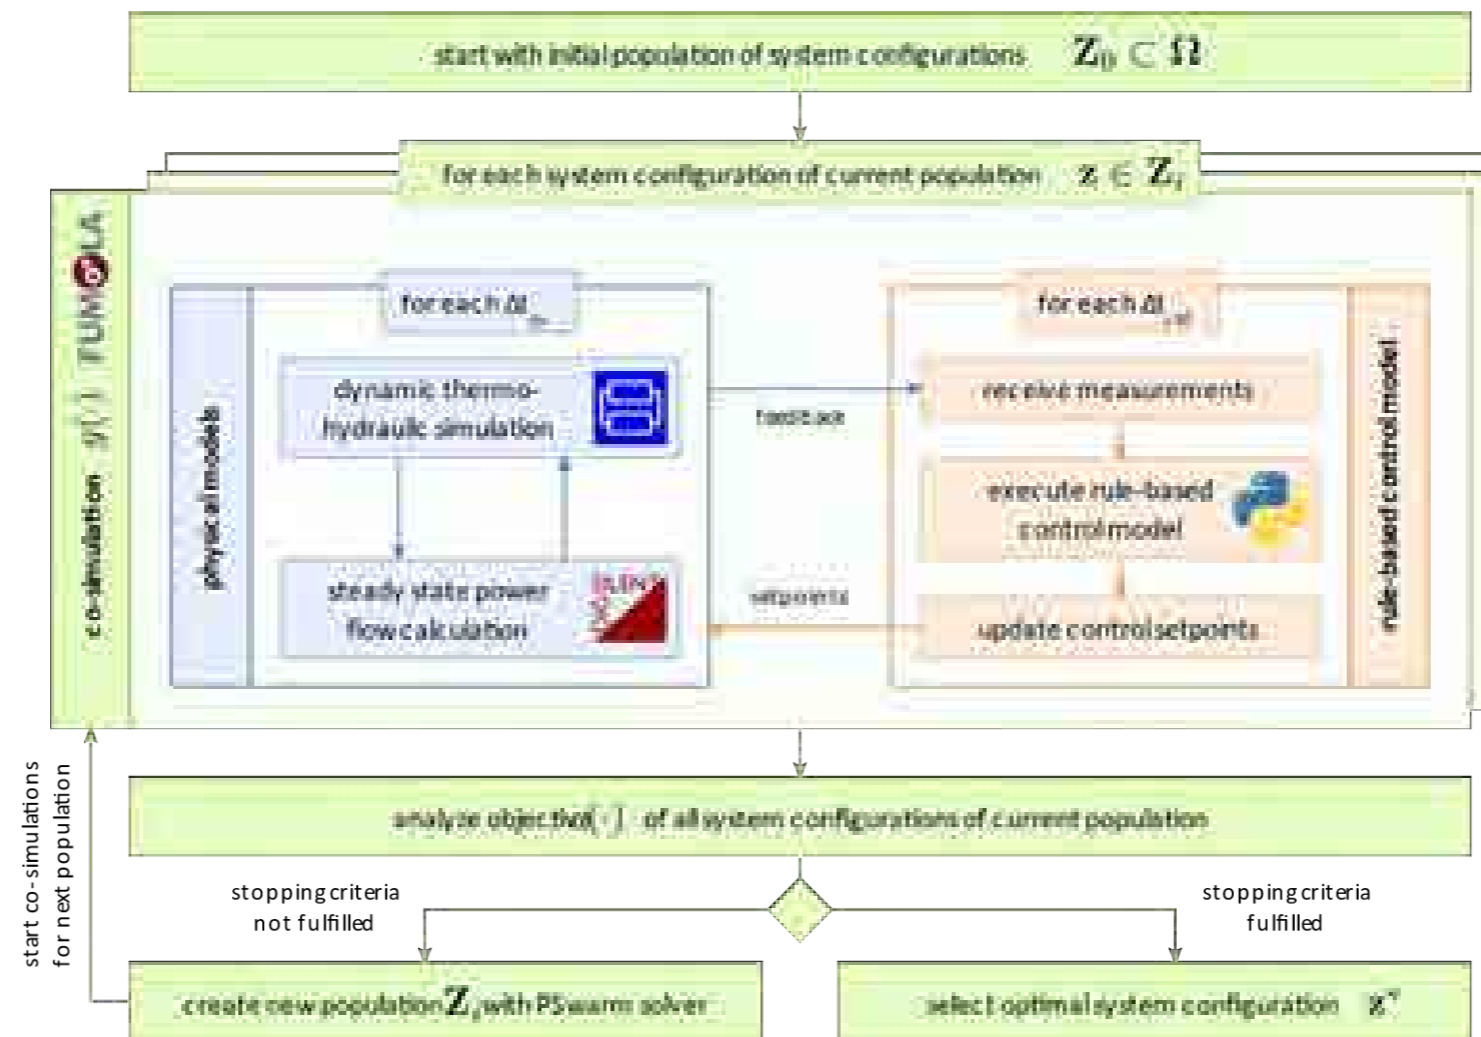 start with initial population of system configurations Z₀ ⊂ Ω
for each system configuration of current population z ∈ Zᵢ
co-simulation
physical models
for each Δt
dynamic thermo-
hydraulic simulation
steady state power
flow calculation
feedback
setpoints
for each Δt
receive measurements
execute rule-based
control model
update control setpoints
rule-based control model
start co-simulations
for next population
analyze of all system configurations of current population
stopping criteria
not fulfilled
stopping criteria
fulfilled
create new population Zᵢ with PSwarm solver
select optimal system configuration z*